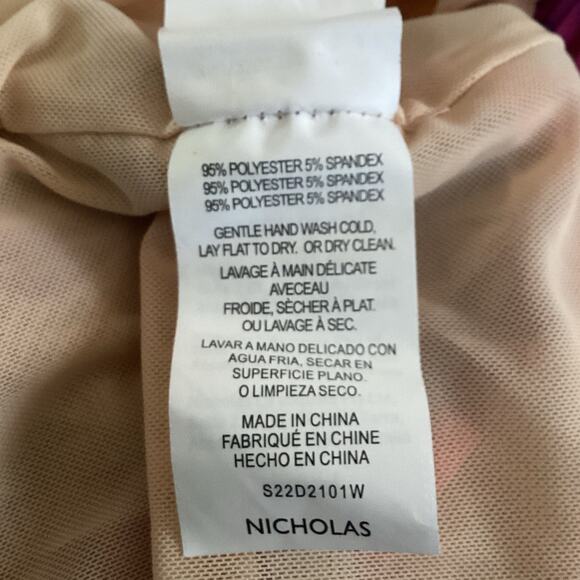 95% POLYESTER 5% SPANDEX
95% POLYESTER 5% SPANDEX
95% POLYESTER 5% SPANDEX
GENTLE HAND WASH COLD,
LAY FLAT TO DRY. OR DRY CLEAN.
LAVAGE À MAIN DÉLICATE
AVECEAU
FROIDE, SÈCHER À PLAT.
OU LAVAGE À SEC.
LAVAR A MANO DELICADO CON
AGUA FRIA, SECAR EN
SUPERFICIE PLANO.
O LIMPIEZA SECO.
MADE IN CHINA
FABRIQUÉ EN CHINE
HECHO EN CHINA
S22D2101W
NICHOLAS